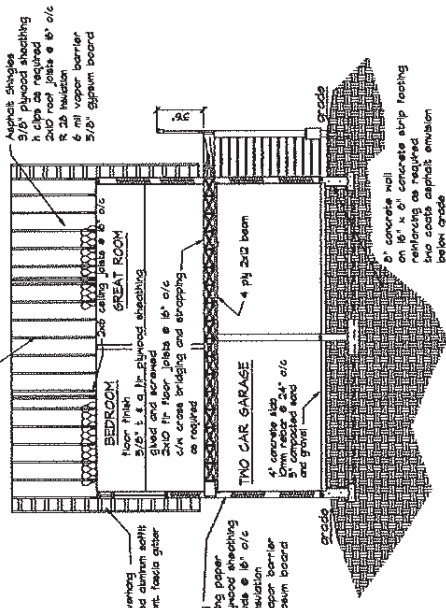 Asphalt shingles
3/8" plywood sheathing
h clips as required
2x10 roof joists @ 16" o/c
R 28 insulation
6 mil vapor barrier
5/8" gypsum board
36"
2x6 ceiling joists @ 16" o/c
GREAT ROOM
BEDROOM
floor finish
5/8" t & g fir plywood sheathing
glued and screwed
2x10 fir floor joists @ 16" o/c
c/w cross bridging and strapping
as required
4 ply 2x12 beam
TWO CAR GARAGE
4" concrete slab
10mm rebar @ 24" o/c
5" compacted sand
and gravel
grade
grade
8" concrete wall
on 16" x 6" concrete strip footing
reinforcing as required
two coats asphalt emulsion
below grade
overhang
aluminum soffit
fascia gutter
paper
sheathing
@ 16" o/c
insulation
vapor barrier
board